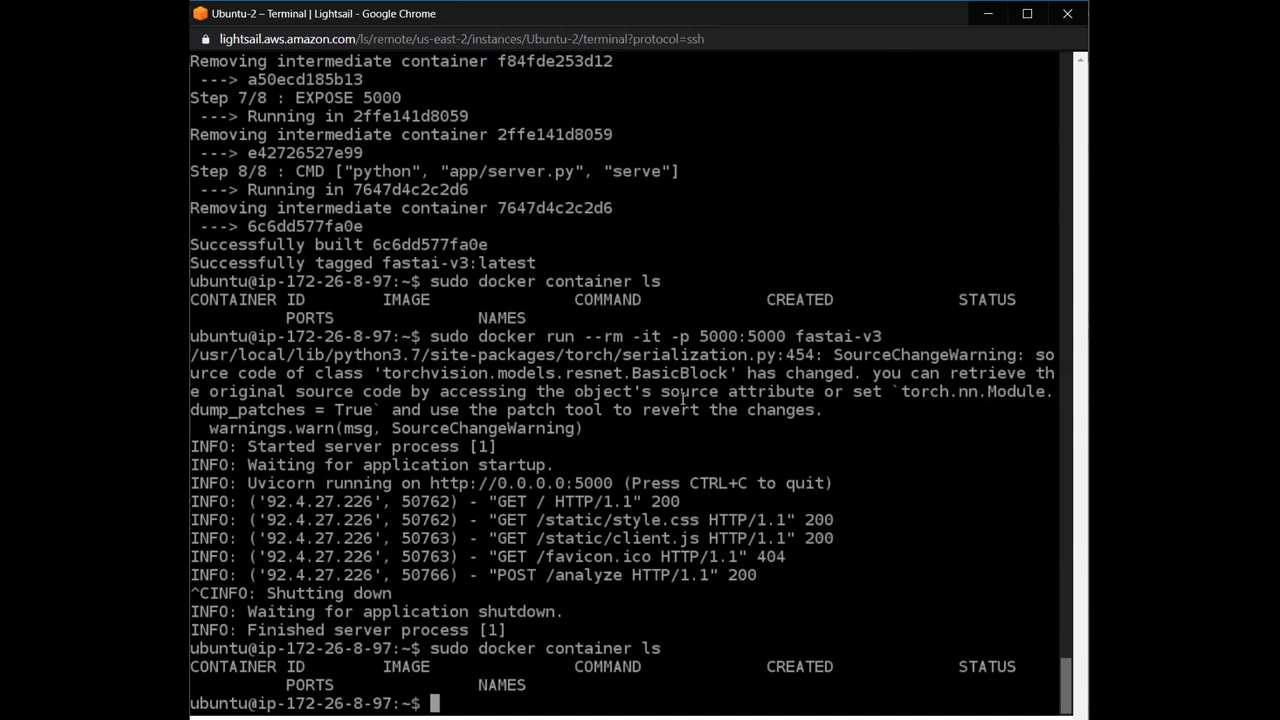 Ubuntu-2 – Terminal | Lightsail - Google Chrome
lightsail.aws.amazon.com/ls/remote/us-east-2/instances/Ubuntu-2/terminal?protocol=ssh
Removing intermediate container f84fde253d12
 ---> a50ecd185b13
Step 7/8 : EXPOSE 5000
 ---> Running in 2ffe141d8059
Removing intermediate container 2ffe141d8059
 ---> e42726527e99
Step 8/8 : CMD ["python", "app/server.py", "serve"]
 ---> Running in 7647d4c2c2d6
Removing intermediate container 7647d4c2c2d6
 ---> 6c6dd577fa0e
Successfully built 6c6dd577fa0e
Successfully tagged fastai-v3:latest
ubuntu@ip-172-26-8-97:~$ sudo docker container ls
CONTAINER ID        IMAGE               COMMAND             CREATED             STATUS
          PORTS               NAMES
ubuntu@ip-172-26-8-97:~$ sudo docker run --rm -it -p 5000:5000 fastai-v3
/usr/local/lib/python3.7/site-packages/torch/serialization.py:454: SourceChangeWarning: so
urce code of class 'torchvision.models.resnet.BasicBlock' has changed. you can retrieve th
e original source code by accessing the object's source attribute or set `torch.nn.Module.
dump_patches = True` and use the patch tool to revert the changes.
  warnings.warn(msg, SourceChangeWarning)
INFO: Started server process [1]
INFO: Waiting for application startup.
INFO: Uvicorn running on http://0.0.0.0:5000 (Press CTRL+C to quit)
INFO: ('92.4.27.226', 50762) - "GET / HTTP/1.1" 200
INFO: ('92.4.27.226', 50762) - "GET /static/style.css HTTP/1.1" 200
INFO: ('92.4.27.226', 50763) - "GET /static/client.js HTTP/1.1" 200
INFO: ('92.4.27.226', 50763) - "GET /favicon.ico HTTP/1.1" 404
INFO: ('92.4.27.226', 50766) - "POST /analyze HTTP/1.1" 200
^CINFO: Shutting down
INFO: Waiting for application shutdown.
INFO: Finished server process [1]
ubuntu@ip-172-26-8-97:~$ sudo docker container ls
CONTAINER ID        IMAGE               COMMAND             CREATED             STATUS
          PORTS               NAMES
ubuntu@ip-172-26-8-97:~$